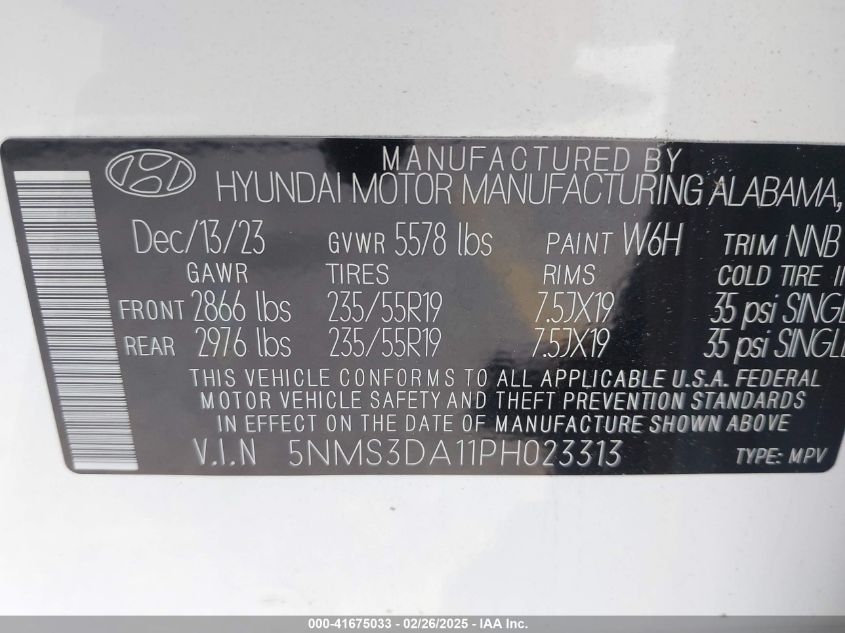 MANUFACTURED BY
HYUNDAI MOTOR MANUFACTURING ALABAMA,
Dec/13/23 GVWR 5578 lbs PAINT W6H TRIM NNB
GAWR TIRES RIMS COLD TIRE
FRONT 2866 lbs 235/55R19 7.5JX19 35 psi SINGLE
REAR 2976 lbs 235/55R19 7.5JX19 35 psi SINGLE
THIS VEHICLE CONFORMS TO ALL APPLICABLE U.S.A. FEDERAL
MOTOR VEHICLE SAFETY AND THEFT PREVENTION STANDARDS
IN EFFECT ON THE DATE OF MANUFACTURE SHOWN ABOVE.
V.I.N 5NMS3DA11PH023313 TYPE: MPV
000-41675033 - 02/26/2025 - IAA Inc.